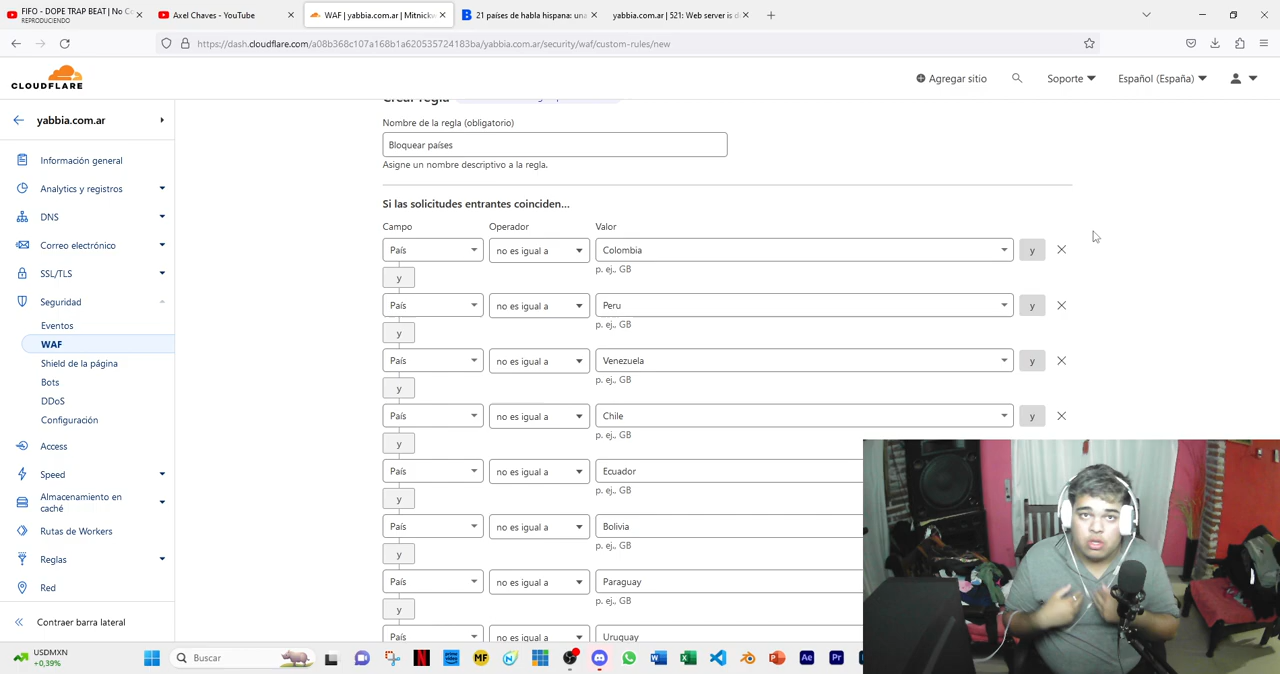 FIFO - DOPE TRAP BEAT | No Co
REPRODUCIENDO
Axel Chaves - YouTube
WAF | yabbia.com.ar | Mitnickw
21 países de habla hispana: una
yabbia.com.ar | 521: Web server is d
https://dash.cloudflare.com/a08b368c107a168b1a620535724183ba/yabbia.com.ar/security/waf/custom-rules/new
CLOUDFLARE
Agregar sitio
Soporte
Español (España)
yabbia.com.ar
Información general
Analytics y registros
DNS
Correo electrónico
SSL/TLS
Seguridad
Eventos
WAF
Shield de la página
Bots
DDoS
Configuración
Access
Speed
Almacenamiento en
caché
Rutas de Workers
Reglas
Red
Contraer barra lateral
Crear regla
Nombre de la regla (obligatorio)
Bloquear países
Asigne un nombre descriptivo a la regla.
Si las solicitudes entrantes coinciden...
Campo Operador Valor
País no es igual a Colombia y
p. ej., GB
y
País no es igual a Peru y
p. ej., GB
y
País no es igual a Venezuela y
p. ej., GB
y
País no es igual a Chile y
p. ej., GB
y
País no es igual a Ecuador
p. ej., GB
y
País no es igual a Bolivia
p. ej., GB
y
País no es igual a Paraguay
p. ej., GB
y
País no es igual a Uruguay
USDMXN
+0,39%
Buscar
MF
Ae
Pr